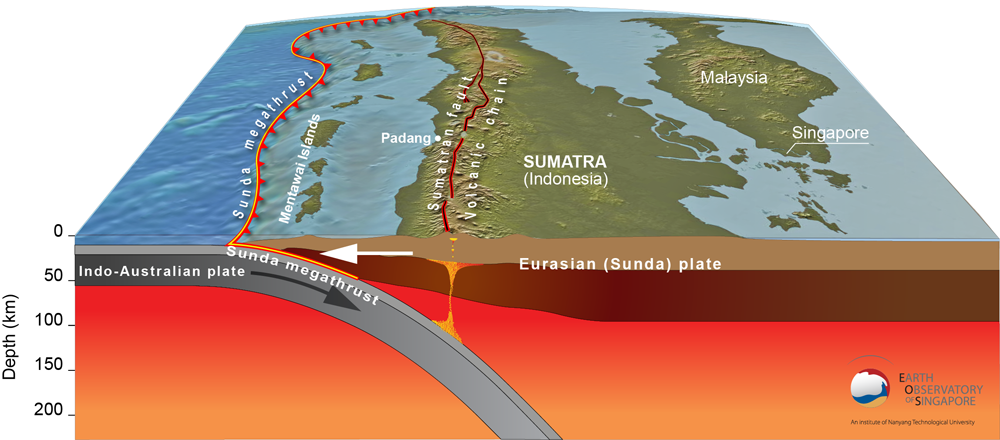 Malaysia
Singapore
Sunda megathrust
Mentawai Islands
Padang
Sumatran fault
Volcanic chain
SUMATRA
(Indonesia)
Sunda megathrust
Indo-Australian plate
Eurasian (Sunda) plate
Depth (km)
0
50
100
150
200
EARTH
OBSERVATORY
OF SINGAPORE
An institute of Nanyang Technological University